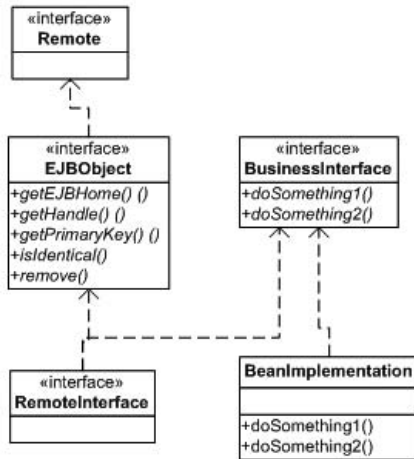 «interface»
Remote
«interface»
EJBObject
+getEJBHome() ()
+getHandle() ()
+getPrimaryKey() ()
+isIdentical()
+remove()
«interface»
BusinessInterface
+doSomething1()
+doSomething2()
«interface»
RemoteInterface
BeanImplementation
+doSomething1()
+doSomething2()